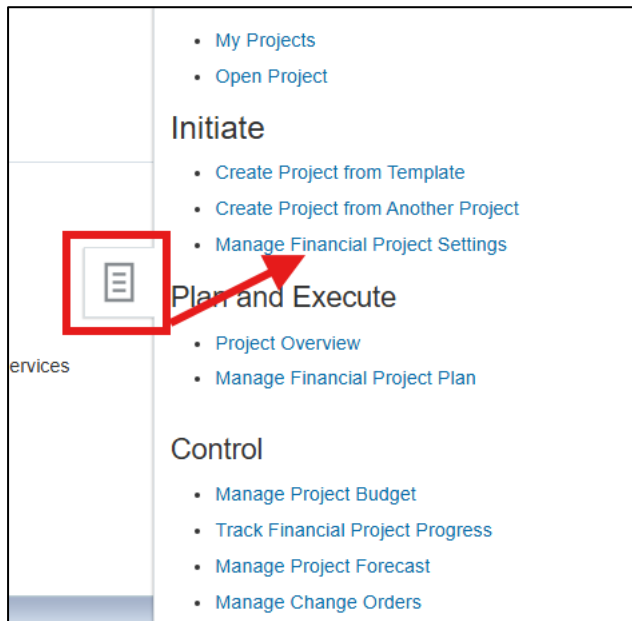 My Projects
Open Project
Initiate
Create Project from Template
Create Project from Another Project
Manage Financial Project Settings
Plan and Execute
Project Overview
ervices
Manage Financial Project Plan
Control
Manage Project Budget
Track Financial Project Progress
Manage Project Forecast
Manage Change Orders